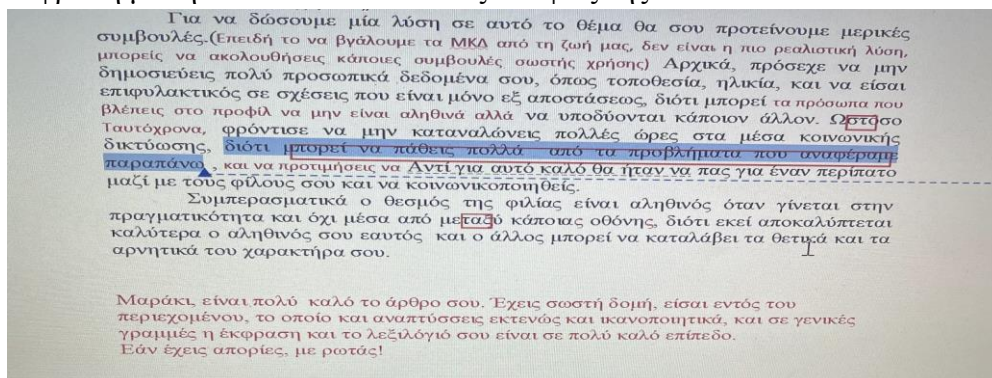 Για να δώσουμε μία λύση σε αυτό το θέμα θα σου προτείνουμε μερικές
συμβουλές.(Επειδή το να βγάλουμε τα ΜΚΔ από τη ζωή μας, δεν είναι η πιο ρεαλιστική λύση,
μπορείς να ακολουθήσεις κάποιες συμβουλές σωστής χρήσης) Αρχικά, πρόσεχε να μην
δημοσιεύεις πολύ προσωπικά δεδομένα σου, όπως τοποθεσία, ηλικία, και να είσαι
επιφυλακτικός σε σχέσεις που είναι μόνο εξ αποστάσεως, διότι μπορεί τα πρόσωπα που
βλέπεις στο προφίλ να μην είναι αληθινά αλλά να υποδύονται κάποιον άλλον. Ωστόσο
Ταυτόχρονα, φρόντισε να μην καταναλώνεις πολλές ώρες στα μέσα κοινωνικής
δικτύωσης, διότι μπορεί να πάθεις πολλά από τα προβλήματα που αναφέραμε
παραπάνω , και να προτιμήσεις να Αντί για αυτό καλό θα ήταν να πας για έναν περίπατο
μαζί με τούς φίλους σου και να κοινωνικοποιηθείς.
Συμπερασματικά ο θεσμός της φιλίας είναι αληθινός όταν γίνεται στην
πραγματικότητα και όχι μέσα από μεταξύ κάποιας οθόνης, διότι εκεί αποκαλύπτεται
καλύτερα ο αληθινός σου εαυτός και ο άλλος μπορεί να καταλάβει τα θετικά και τα
αρνητικά του χαρακτήρα σου.
Μαράκι, είναι πολύ καλό το άρθρο σου. Έχεις σωστή δομή, είσαι εντός του
περιεχομένου, το οποίο και αναπτύσσεις εκτενώς και ικανοποιητικά, και σε γενικές
γραμμές η έκφραση και το λεξιλόγιό σου είναι σε πολύ καλό επίπεδο.
Εάν έχεις απορίες, με ρωτάς!